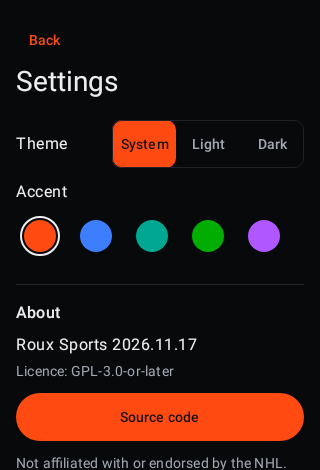 Back
Settings
Theme
System
Light
Dark
Accent
About
Roux Sports 2026.11.17
Licence: GPL-3.0-or-later
Source code
Not affiliated with or endorsed by the NHL.